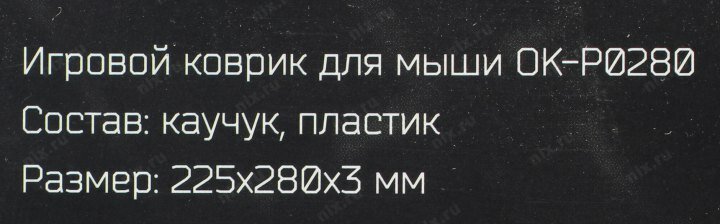 Игровой коврик для мыши OK-P0280
Состав: каучук, пластик
Размер: 225x280x3 мм